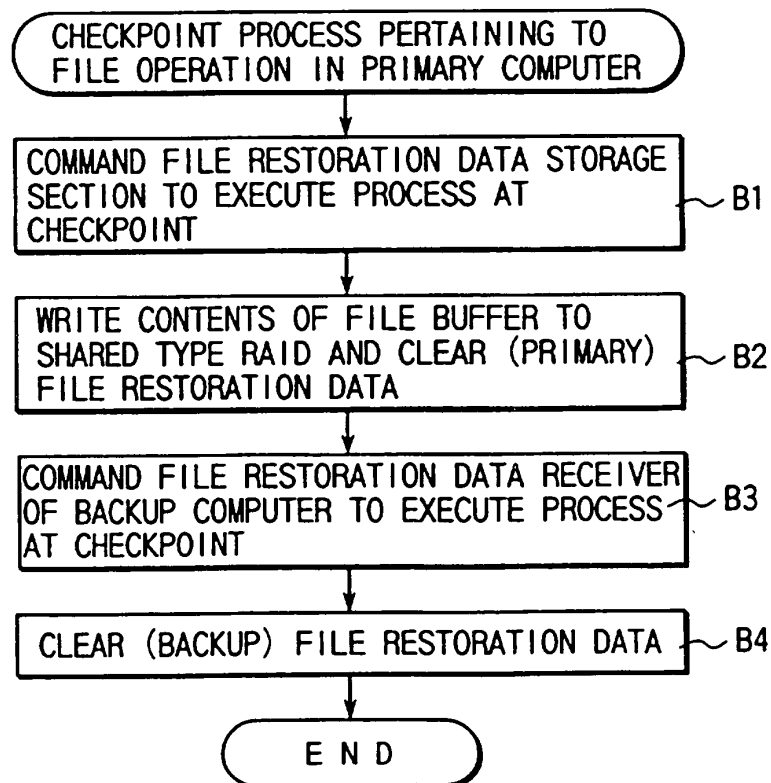 CHECKPOINT PROCESS PERTAINING TO
FILE OPERATION IN PRIMARY COMPUTER
COMMAND FILE RESTORATION DATA STORAGE
SECTION TO EXECUTE PROCESS AT
CHECKPOINT
B1
WRITE CONTENTS OF FILE BUFFER TO
SHARED TYPE RAID AND CLEAR (PRIMARY)
FILE RESTORATION DATA
B2
COMMAND FILE RESTORATION DATA RECEIVER
OF BACKUP COMPUTER TO EXECUTE PROCESS
AT CHECKPOINT
B3
CLEAR (BACKUP) FILE RESTORATION DATA
B4
END